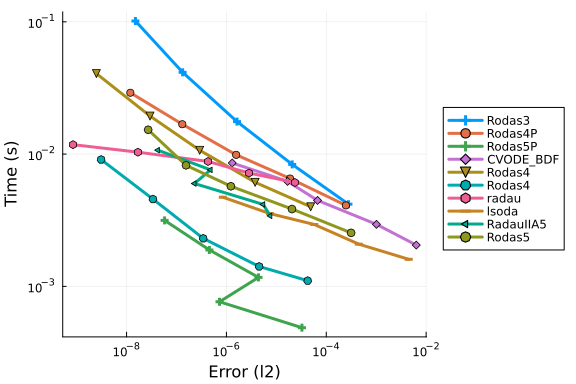 10⁻¹
10⁻²
10⁻³
Time (s)
10⁻⁸
10⁻⁶
10⁻⁴
10⁻²
Error (l2)
Rodas3
Rodas4P
Rodas5P
CVODE_BDF
Rodas4
Rodas4
radau
lsoda
RadauIIA5
Rodas5